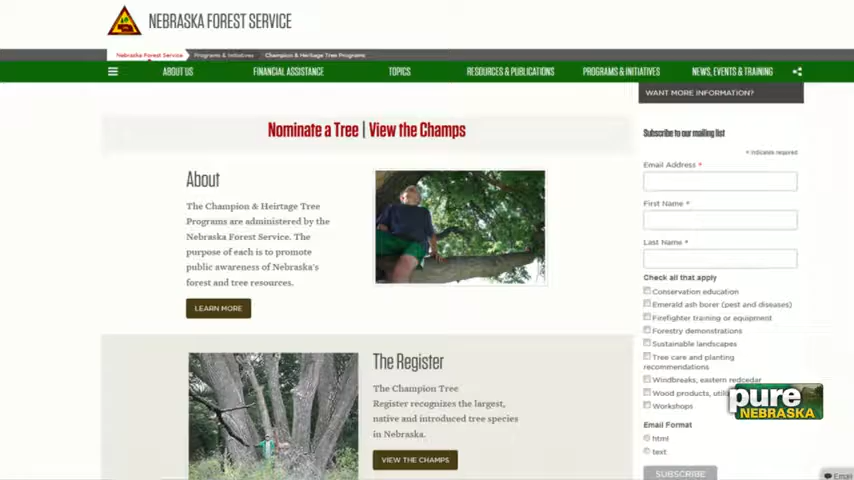 NEBRASKA FOREST SERVICE
Nebraska Forest Service Programs & Initiatives Champion & Heritage Tree Programs
ABOUT US FINANCIAL ASSISTANCE TOPICS RESOURCES & PUBLICATIONS PROGRAMS & INITIATIVES NEWS, EVENTS & TRAINING
Nominate a Tree | View the Champs
About
The Champion & Heirtage Tree
Programs are administered by the
Nebraska Forest Service. The
purpose of each is to promote
public awareness of Nebraska's
forest and tree resources.
LEARN MORE
The Register
The Champion Tree
Register recognizes the largest,
native and introduced tree species
in Nebraska.
VIEW THE CHAMPS
WANT MORE INFORMATION?
Subscribe to our mailing list
* indicates required
Email Address *
First Name *
Last Name *
Check all that apply
Conservation education
Emerald ash borer (pest and diseases)
Firefighter training or equipment
Forestry demonstrations
Sustainable landscapes
Tree care and planting
recommendations
Windbreaks, eastern redcedar
Wood products,
Workshops
Email Format
html
text
SUBSCRIBE
pure
NEBRASKA
Email